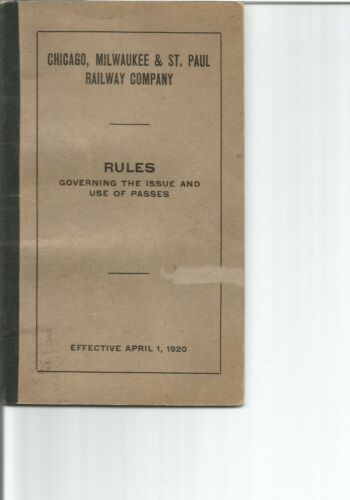 CHICAGO, MILWAUKEE & ST. PAUL
RAILWAY COMPANY
RULES
GOVERNING THE ISSUE AND
USE OF PASSES
EFFECTIVE APRIL 1, 1920